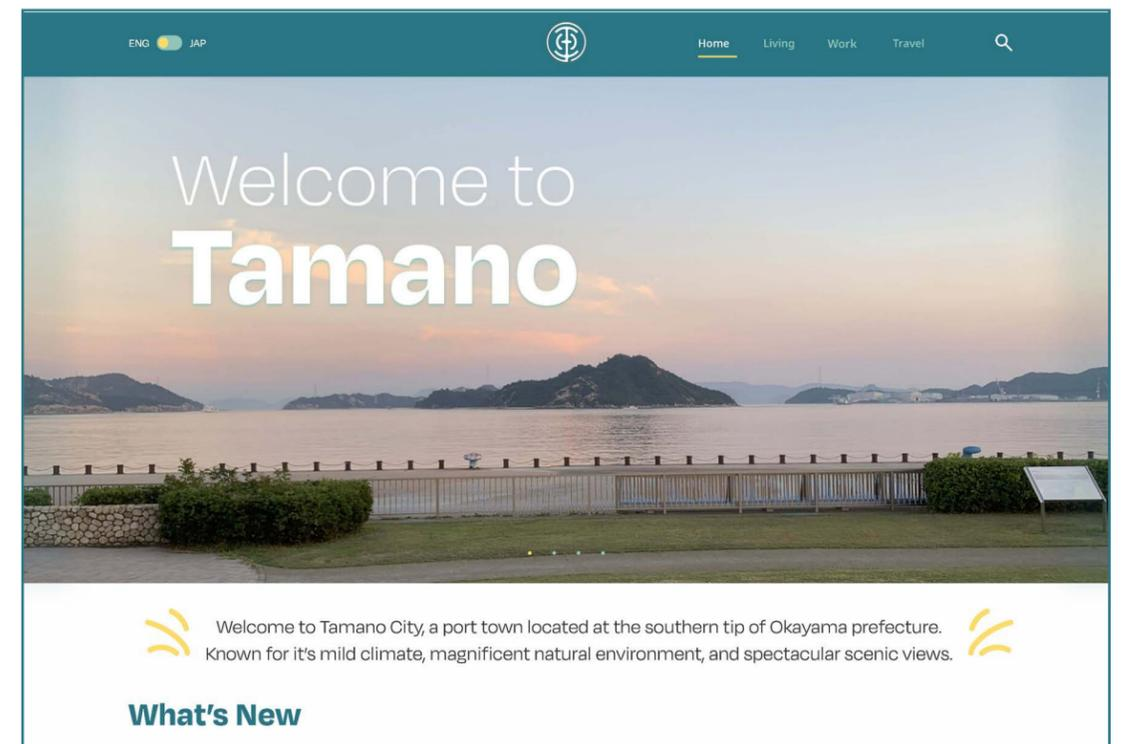 ENG JAP Home Living Work Travel
Welcome to
Tamano
Welcome to Tamano City, a port town located at the southern tip of Okayama prefecture.
Known for it's mild climate, magnificent natural environment, and spectacular scenic views.
What's New